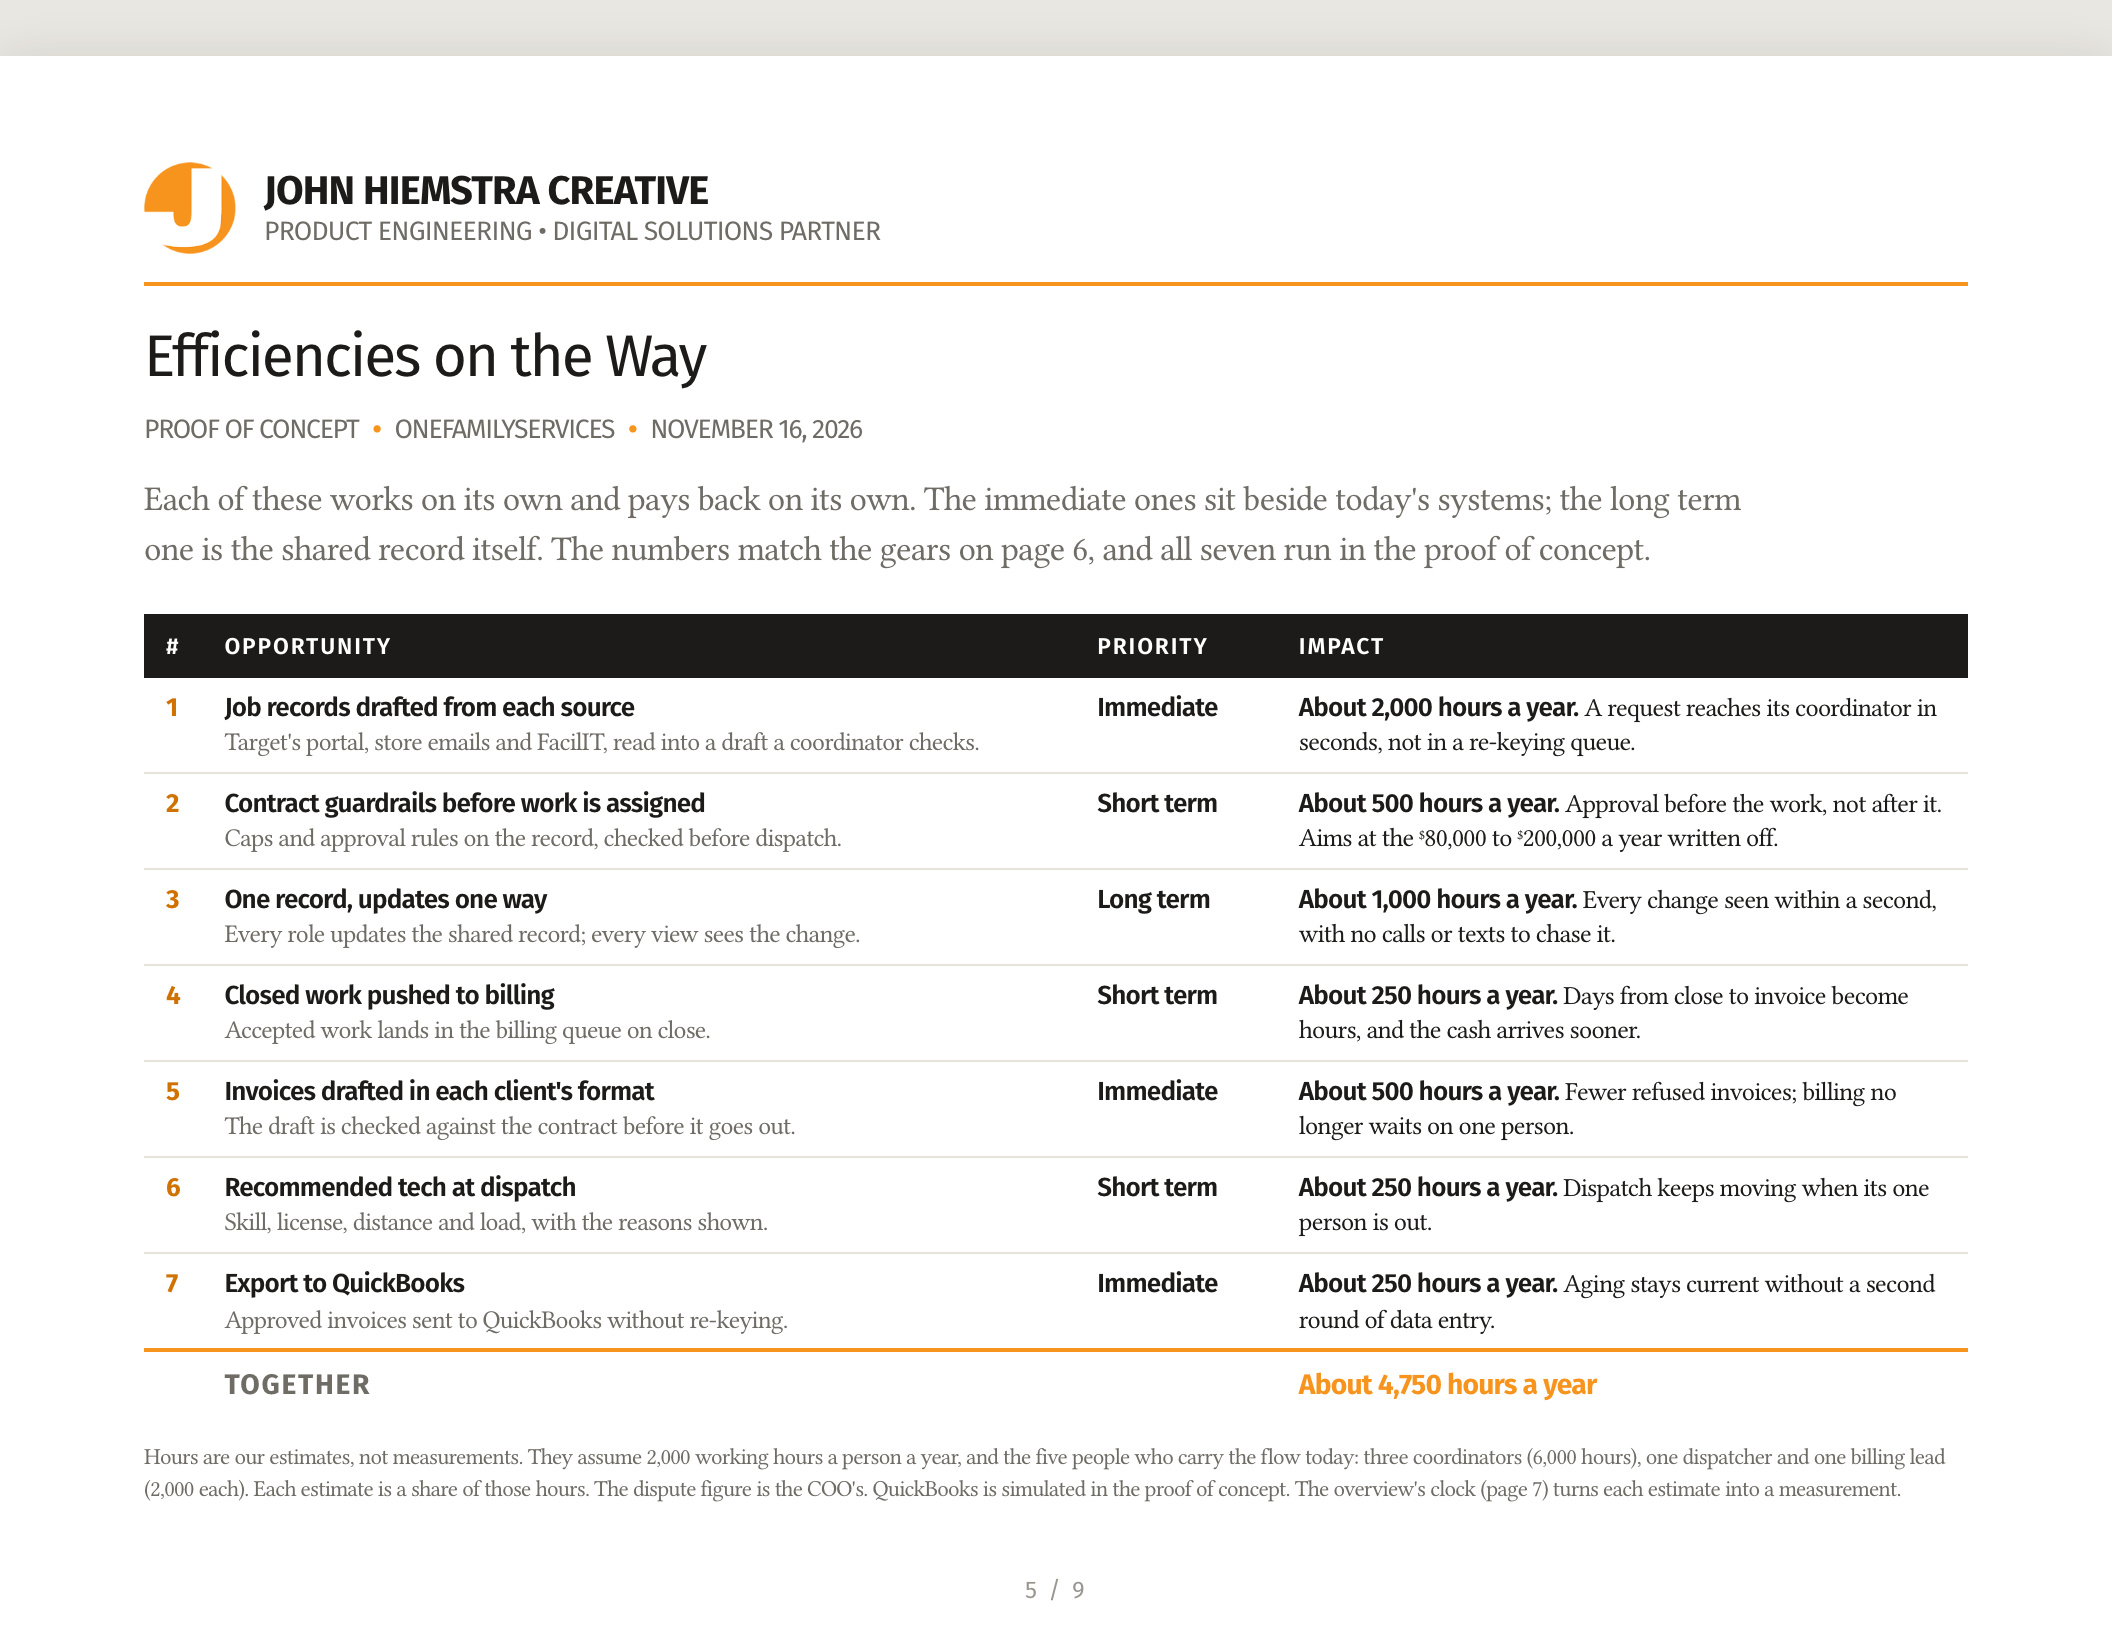 JOHN HIEMSTRA CREATIVE
PRODUCT ENGINEERING • DIGITAL SOLUTIONS PARTNER
Efficiencies on the Way
PROOF OF CONCEPT • ONEFAMILYSERVICES • NOVEMBER 16, 2026
Each of these works on its own and pays back on its own. The immediate ones sit beside today's systems; the long term
one is the shared record itself. The numbers match the gears on page 6, and all seven run in the proof of concept.
# OPPORTUNITY PRIORITY IMPACT
1 Job records drafted from each source Immediate About 2,000 hours a year. A request reaches its coordinator in
Target's portal, store emails and FacilIT, read into a draft a coordinator checks. seconds, not in a re-keying queue.
2 Contract guardrails before work is assigned Short term About 500 hours a year. Approval before the work, not after it.
Caps and approval rules on the record, checked before dispatch. Aims at the $80,000 to $200,000 a year written off.
3 One record, updates one way Long term About 1,000 hours a year. Every change seen within a second,
Every role updates the shared record; every view sees the change. with no calls or texts to chase it.
4 Closed work pushed to billing Short term About 250 hours a year. Days from close to invoice become
Accepted work lands in the billing queue on close. hours, and the cash arrives sooner.
5 Invoices drafted in each client's format Immediate About 500 hours a year. Fewer refused invoices; billing no
The draft is checked against the contract before it goes out. longer waits on one person.
6 Recommended tech at dispatch Short term About 250 hours a year. Dispatch keeps moving when its one
Skill, license, distance and load, with the reasons shown. person is out.
7 Export to QuickBooks Immediate About 250 hours a year. Aging stays current without a second
Approved invoices sent to QuickBooks without re-keying. round of data entry.
TOGETHER About 4,750 hours a year
Hours are our estimates, not measurements. They assume 2,000 working hours a person a year, and the five people who carry the flow today: three coordinators (6,000 hours), one dispatcher and one billing lead
(2,000 each). Each estimate is a share of those hours. The dispute figure is the COO's. QuickBooks is simulated in the proof of concept. The overview's clock (page 7) turns each estimate into a measurement.
5 / 9